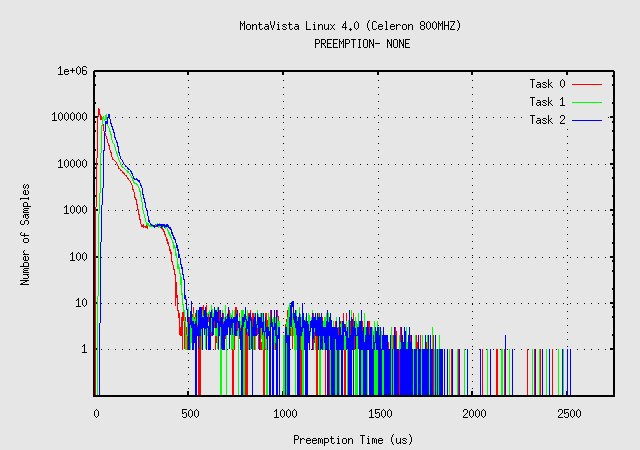 MontaVista Linux 4.0 (Celeron 800MHZ)
PREEMPTION- NONE
1e+06
100000
10000
1000
100
10
1
Number of Samples
Task 0
Task 1
Task 2
0 500 1000 1500 2000 2500
Preemption Time (us)